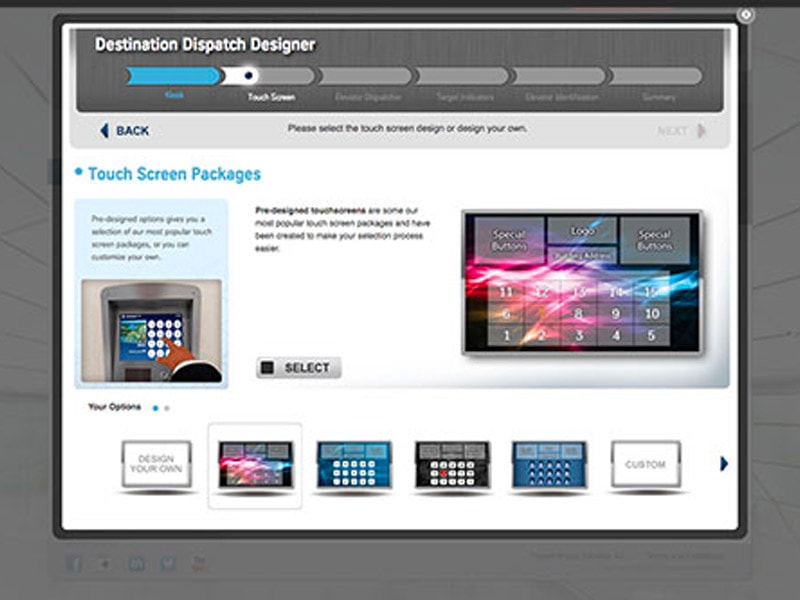 Destination Dispatch Designer
Kiosk
Touch Screen
Elevator Dispatcher
Target Indicators
Elevator Identification
Summary
BACK
Please select the touch screen design or design your own.
NEXT
Touch Screen Packages
Pre-designed options gives you a
selection of our most popular touch
screen packages, or you can
customize your own.
Pre-designed touchscreens are some our
most popular touch screen packages and have
been created to make your selection process
easier.
Special
Buttons
Logo
Building Address
Special
Buttons
11 12 13 14 15
6 7 8 9 10
1 2 3 4 5
SELECT
Your Options
DESIGN
YOUR OWN
CUSTOM